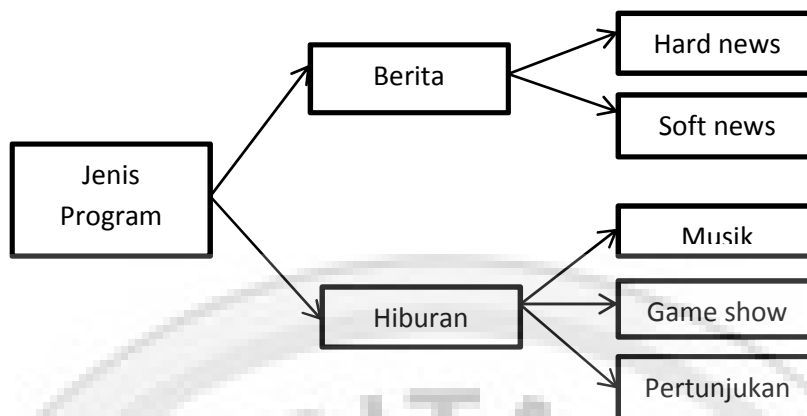 Jenis
Program
Berita
Hard news
Soft news
Hiburan
Musik
Game show
Pertunjukan